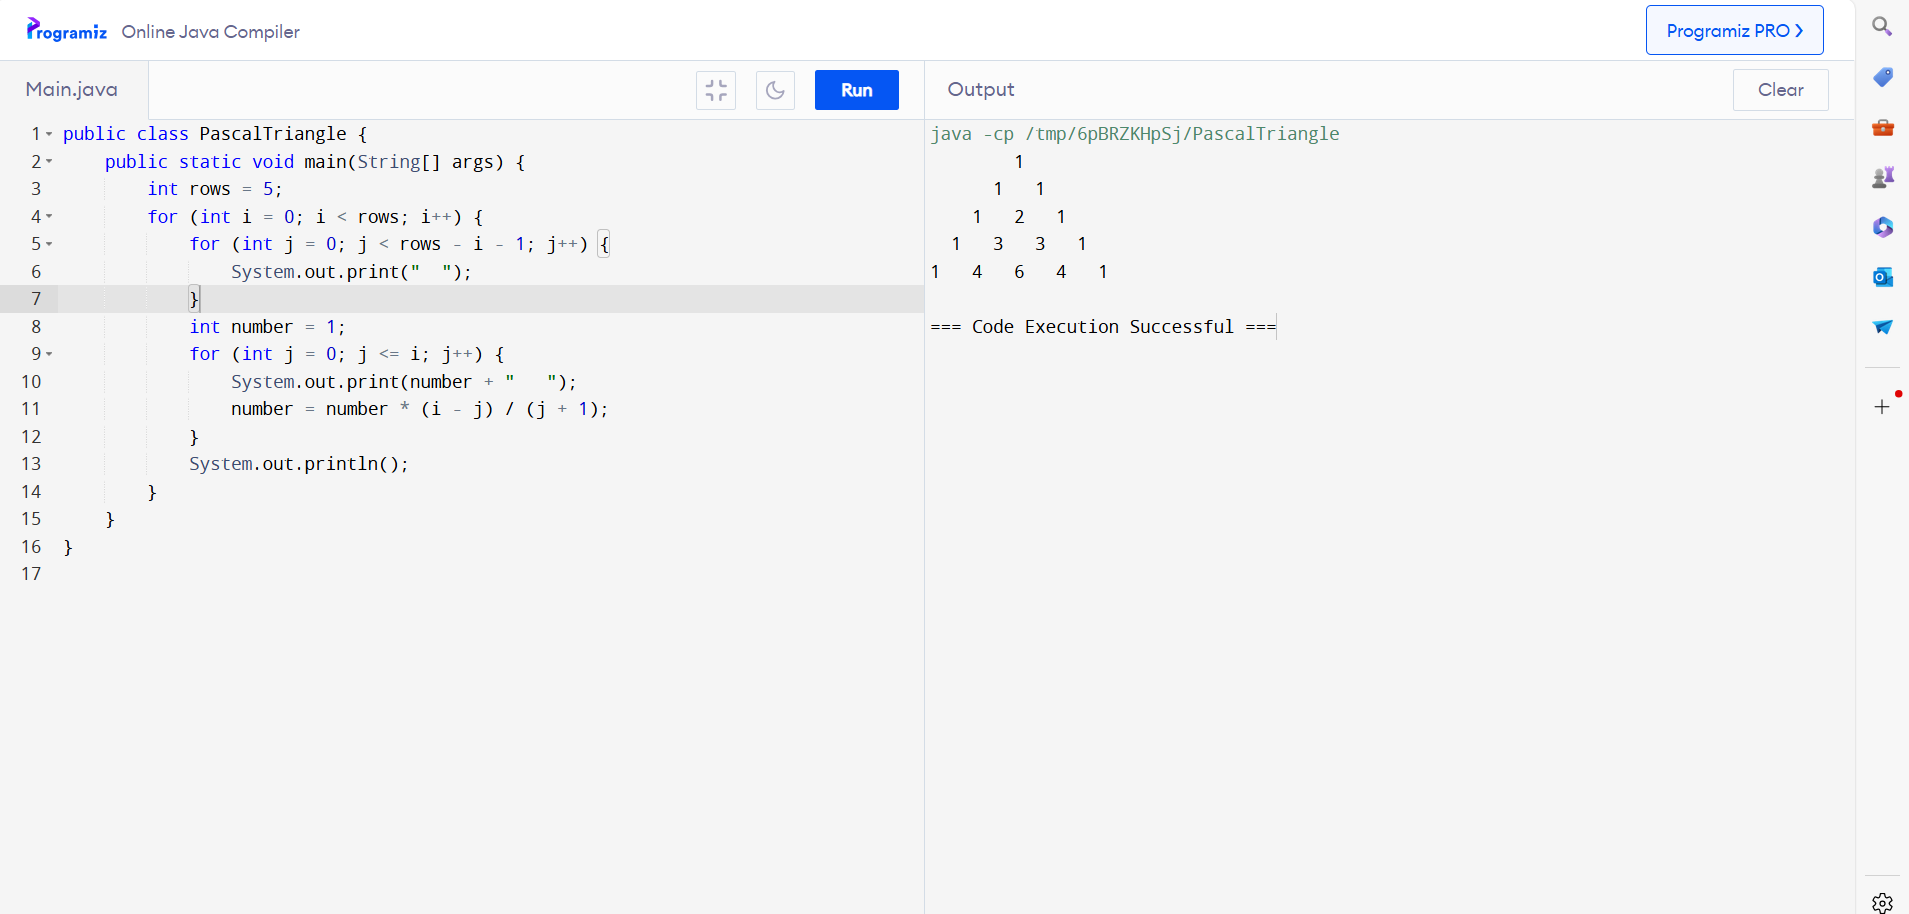 Programiz Online Java Compiler
Programiz PRO ❯
Main.java
Run
1 public class PascalTriangle {
2     public static void main(String[] args) {
3         int rows = 5;
4         for (int i = 0; i < rows; i++) {
5             for (int j = 0; j < rows - i - 1; j++) {
6                 System.out.print("  ");
7             }
8             int number = 1;
9             for (int j = 0; j <= i; j++) {
10                 System.out.print(number + "   ");
11                 number = number * (i - j) / (j + 1);
12             }
13             System.out.println();
14         }
15     }
16 }
17
Output
Clear
java -cp /tmp/6pBRZKHpSj/PascalTriangle
        1
      1   1
    1   2   1
  1   3   3   1
1   4   6   4   1
=== Code Execution Successful ===